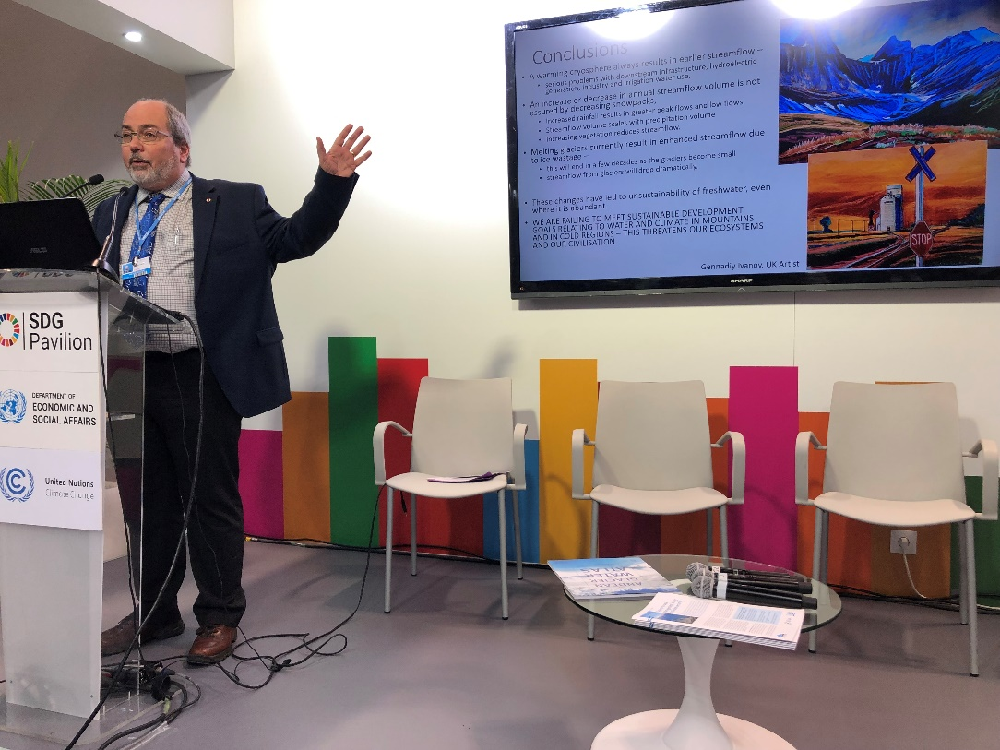 Conclusions
• A warming cryosphere always results in earlier streamflow –
• serious problems with downstream infrastructure, hydroelectric
generation, industry and irrigation water use.
• An increase or decrease in annual streamflow volume is not
assured by decreasing snowpacks,
• Increased rainfall results in greater peak flows and low flows.
• Streamflow volume scales with precipitation volume
• Increasing vegetation reduces streamflow.
• Melting glaciers currently result in enhanced streamflow due
to ice wastage –
• this will end in a few decades as the glaciers become small
• streamflow from glaciers will drop dramatically.
• These changes have led to unsustainability of freshwater, even
where it is abundant.
• WE ARE FAILING TO MEET SUSTAINABLE DEVELOPMENT
GOALS RELATING TO WATER AND CLIMATE IN MOUNTAINS
AND IN COLD REGIONS – THIS THREATENS OUR ECOSYSTEMS
AND OUR CIVILISATION
Gennadiy Ivanov, UK Artist
STOP
SHARP
ASUS
SDG
Pavilion
DEPARTMENT OF
ECONOMIC AND
SOCIAL AFFAIRS
United Nations
Climate Change
ANDEAN
GLACIER
WATER
ATLAS